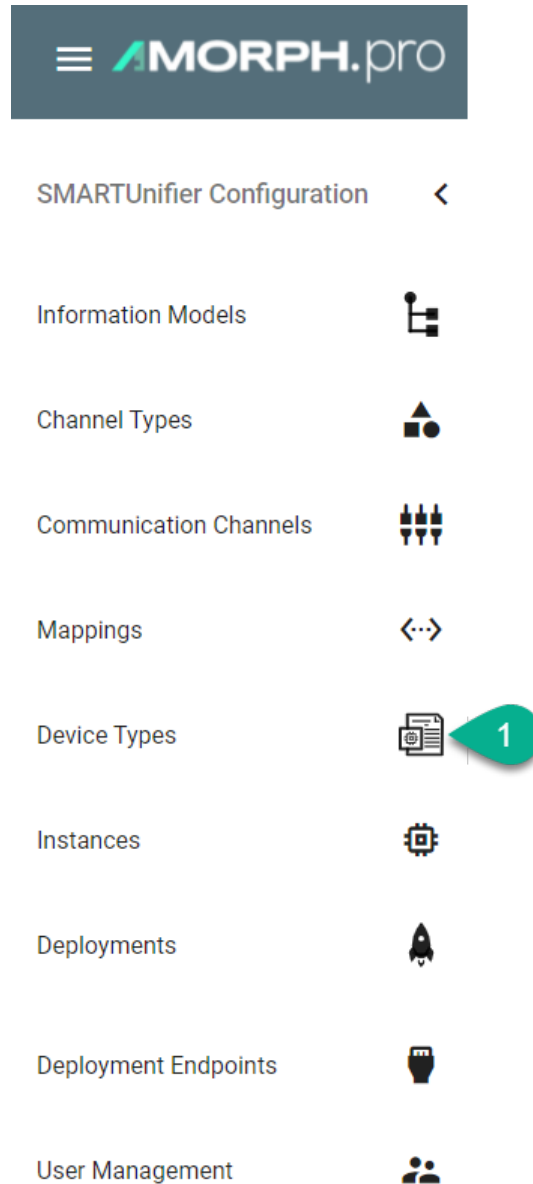 AMORPH.pro
SMARTUnifier Configuration
Information Models
Channel Types
Communication Channels
Mappings
Device Types
1
Instances
Deployments
Deployment Endpoints
User Management